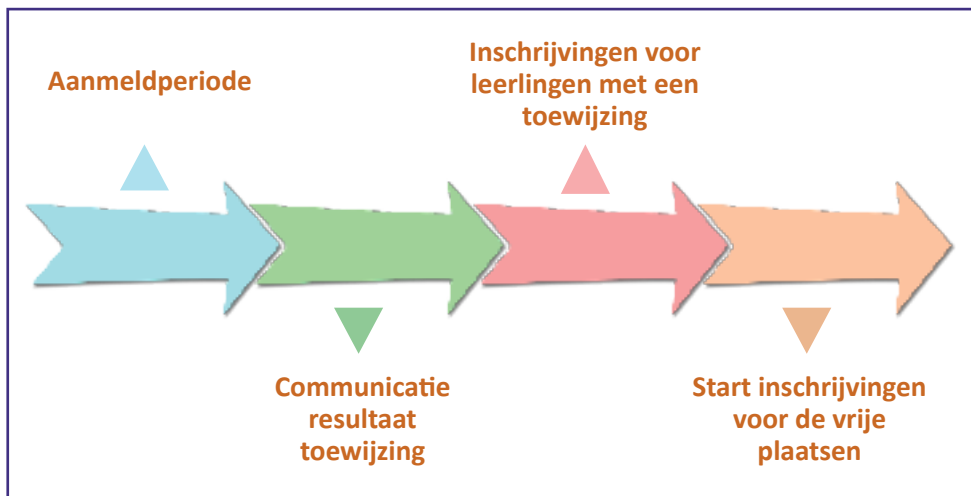 Aanmeldperiode
Inschrijvingen voor
leerlingen met een
toewijzing
Communicatie
resultaat
toewijzing
Start inschrijvingen
voor de vrije
plaatsen